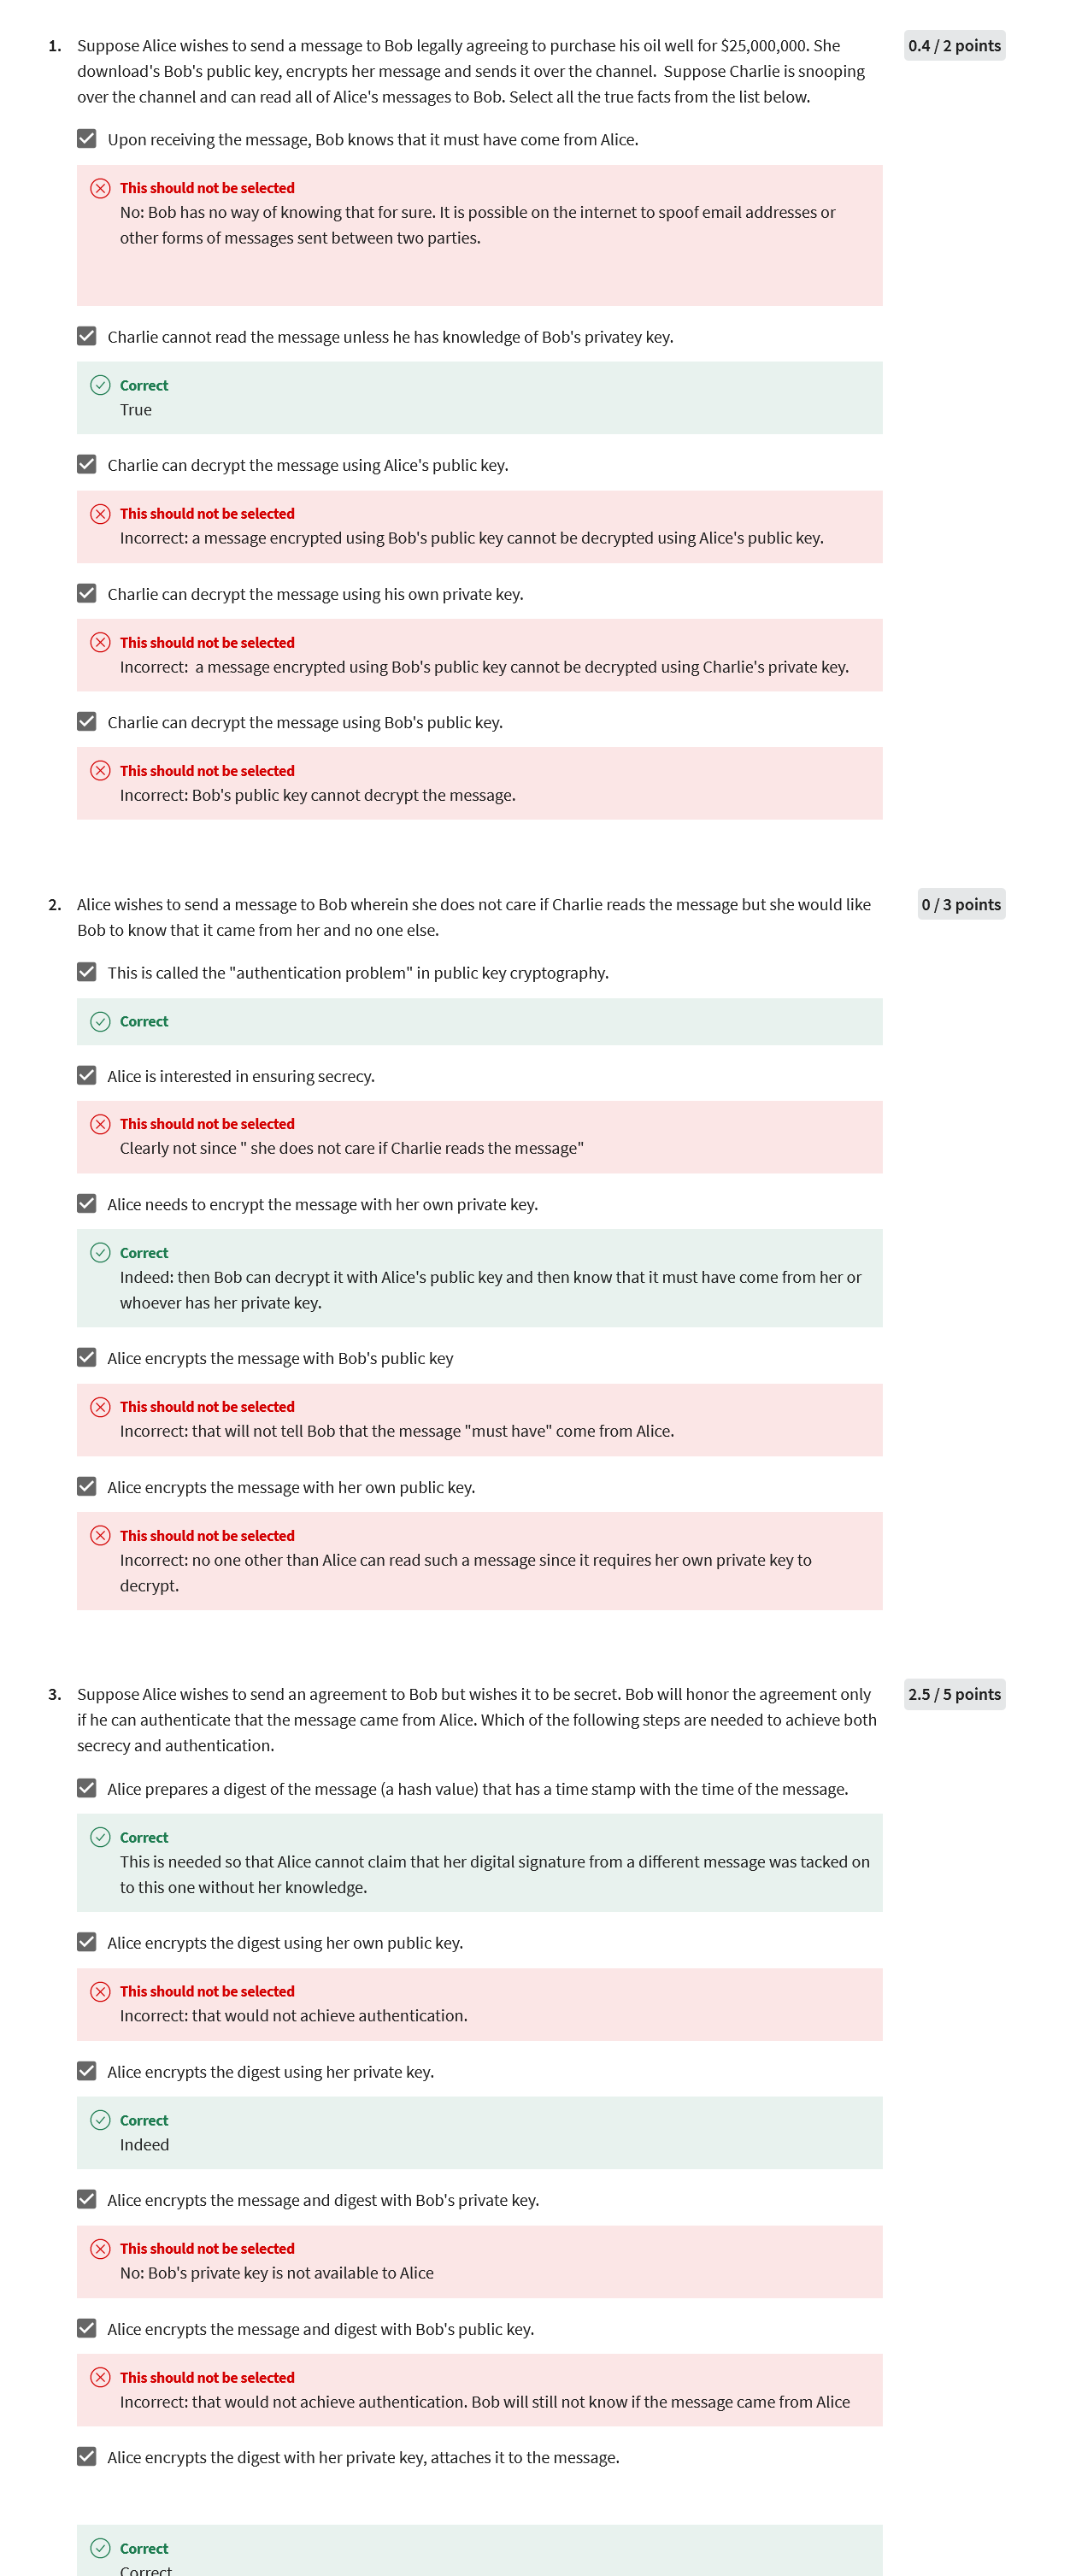 1. Suppose Alice wishes to send a message to Bob legally agreeing to purchase his oil well for $25,000,000. She
0.4 / 2 points
download's Bob's public key, encrypts her message and sends it over the channel. Suppose Charlie is snooping
over the channel and can read all of Alice's messages to Bob. Select all the true facts from the list below.
Upon receiving the message, Bob knows that it must have come from Alice.
This should not be selected
No: Bob has no way of knowing that for sure. It is possible on the internet to spoof email addresses or
other forms of messages sent between two parties.
Charlie cannot read the message unless he has knowledge of Bob's privatey key.
Correct
True
Charlie can decrypt the message using Alice's public key.
This should not be selected
Incorrect: a message encrypted using Bob's public key cannot be decrypted using Alice's public key.
Charlie can decrypt the message using his own private key.
This should not be selected
Incorrect: a message encrypted using Bob's public key cannot be decrypted using Charlie's private key.
Charlie can decrypt the message using Bob's public key.
This should not be selected
Incorrect: Bob's public key cannot decrypt the message.
2. Alice wishes to send a message to Bob wherein she does not care if Charlie reads the message but she would like
0 / 3 points
Bob to know that it came from her and no one else.
This is called the "authentication problem" in public key cryptography.
Correct
Alice is interested in ensuring secrecy.
This should not be selected
Clearly not since " she does not care if Charlie reads the message"
Alice needs to encrypt the message with her own private key.
Correct
Indeed: then Bob can decrypt it with Alice's public key and then know that it must have come from her or
whoever has her private key.
Alice encrypts the message with Bob's public key
This should not be selected
Incorrect: that will not tell Bob that the message "must have" come from Alice.
Alice encrypts the message with her own public key.
This should not be selected
Incorrect: no one other than Alice can read such a message since it requires her own private key to
decrypt.
3. Suppose Alice wishes to send an agreement to Bob but wishes it to be secret. Bob will honor the agreement only
2.5 / 5 points
if he can authenticate that the message came from Alice. Which of the following steps are needed to achieve both
secrecy and authentication.
Alice prepares a digest of the message (a hash value) that has a time stamp with the time of the message.
Correct
This is needed so that Alice cannot claim that her digital signature from a different message was tacked on
to this one without her knowledge.
Alice encrypts the digest using her own public key.
This should not be selected
Incorrect: that would not achieve authentication.
Alice encrypts the digest using her private key.
Correct
Indeed
Alice encrypts the message and digest with Bob's private key.
This should not be selected
No: Bob's private key is not available to Alice
Alice encrypts the message and digest with Bob's public key.
This should not be selected
Incorrect: that would not achieve authentication. Bob will still not know if the message came from Alice
Alice encrypts the digest with her private key, attaches it to the message.
Correct
Correct